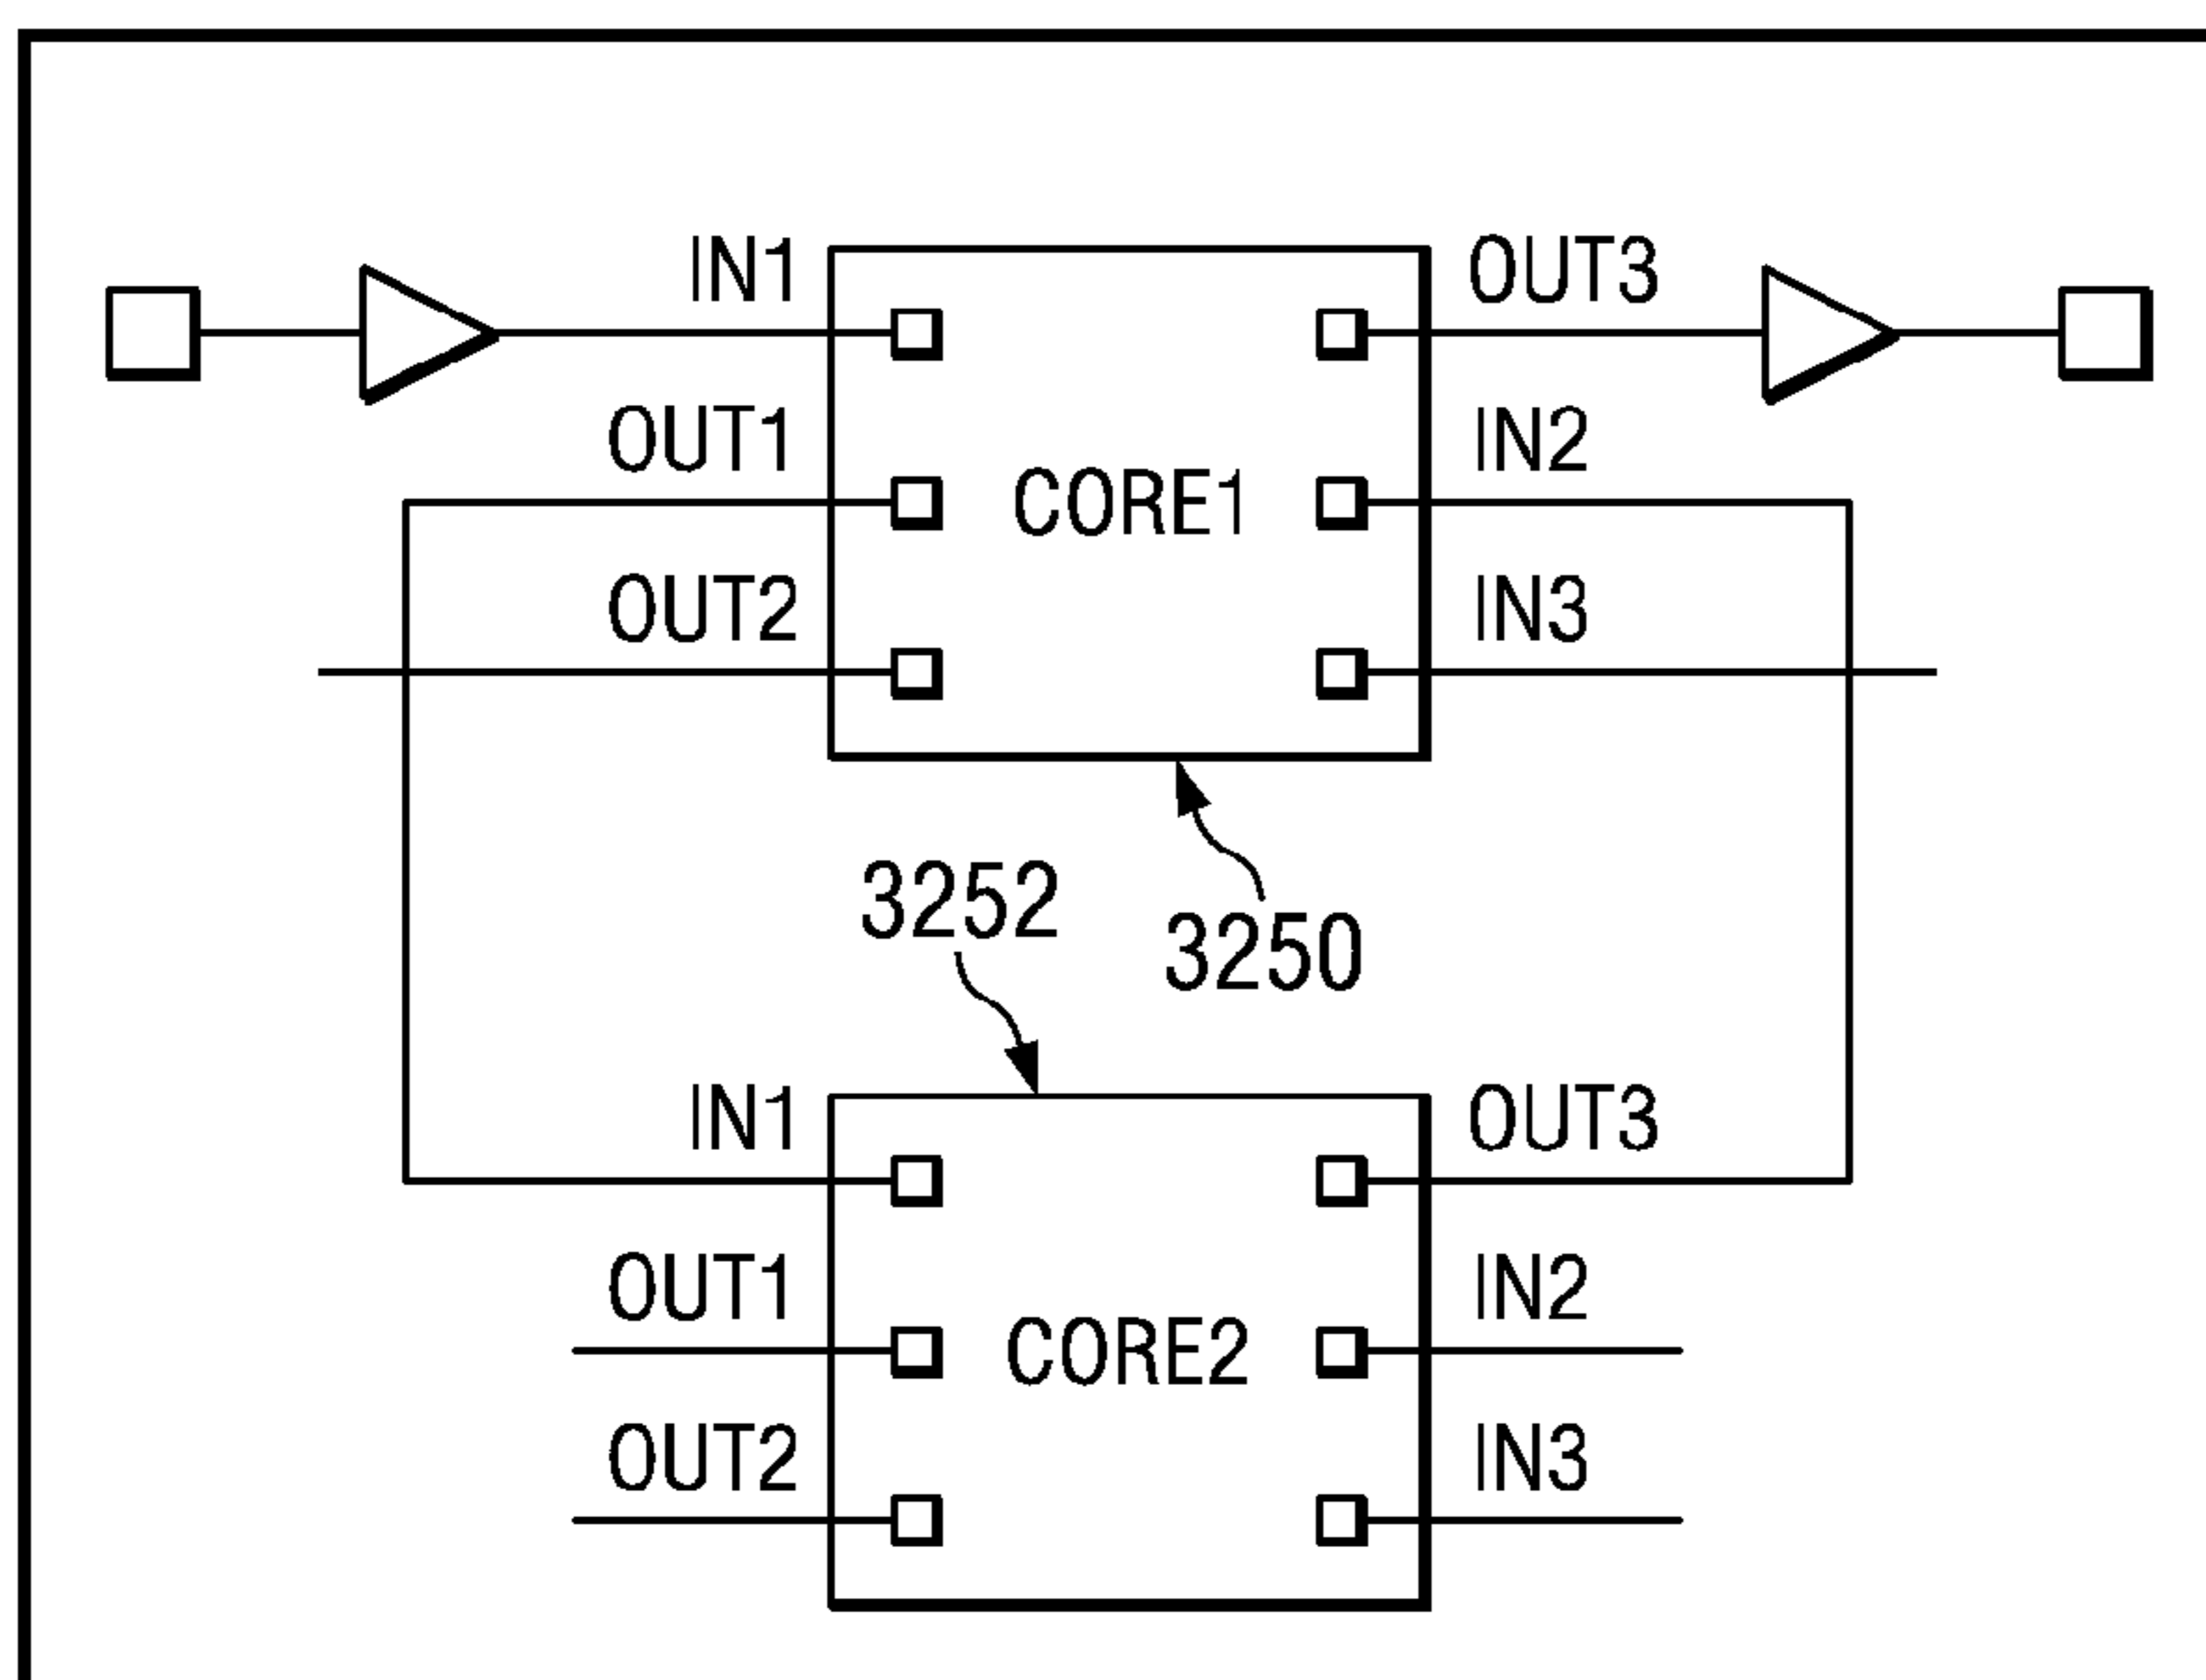 IN1 OUT3
OUT1 IN2
CORE1
OUT2 IN3
3252
3250
IN1 OUT3
OUT1 IN2
CORE2
OUT2 IN3